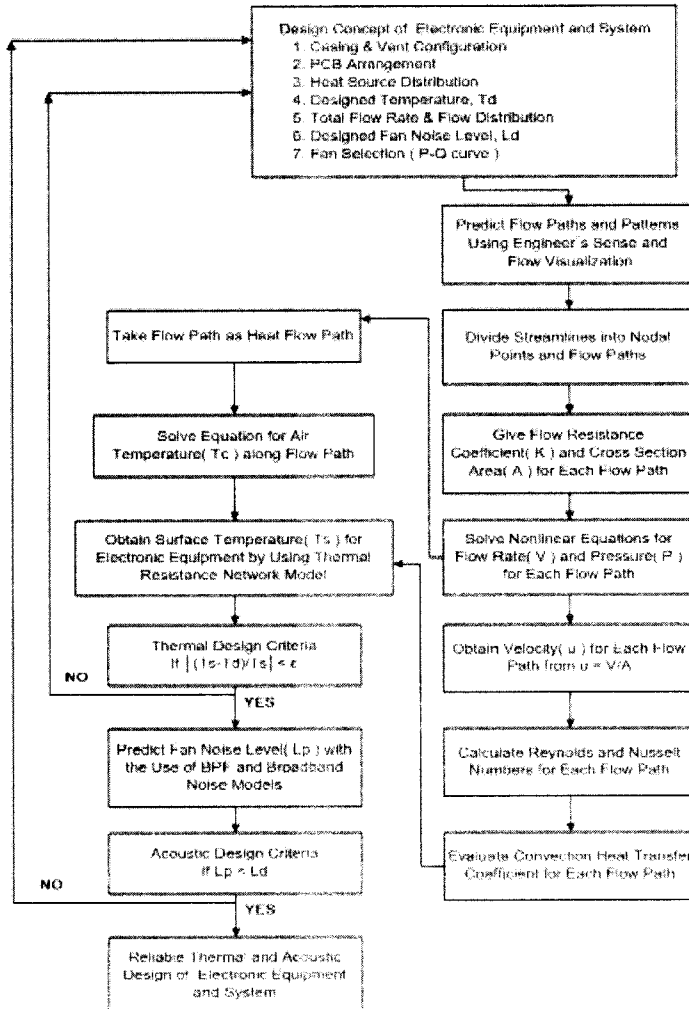 Design Concept of Electronic Equipment and System
1. Casing & Vent Configuration
2. PCB Arrangement
3. Heat Source Distribution
4. Designed Temperature, Td
5. Total Flow Rate & Flow Distribution
6. Designed Fan Noise Level, Ld
7. Fan Selection ( P-Q curve )
Predict Flow Paths and Patterns
Using Engineer's Sense and
Flow Visualization
Take Flow Path as Heat Flow Path
Divide Streamlines into Nodal
Points and Flow Paths
Solve Equation for Air
Temperature( Tc ) along Flow Path
Give Flow Resistance
Coefficient( K ) and Cross Section
Area( A ) for Each Flow Path
Obtain Surface Temperature( Ts ) for
Electronic Equipment by Using Thermal
Resistance Network Model
Solve Nonlinear Equations for
Flow Rate( V ) and Pressure( P )
for Each Flow Path
Thermal Design Criteria
If |(Ts-Td)/Ts| < ε
NO
YES
Obtain Velocity( u ) for Each Flow
Path from u = V/A
Predict Fan Noise Level( Lp ) with
the Use of BPF and Broadband
Noise Models
Calculate Reynolds and Nusselt
Numbers for Each Flow Path
Acoustic Design Criteria
If Lp < Ld
NO
YES
Evaluate Convection Heat Transfer
Coefficient for Each Flow Path
Reliable Thermal and Acoustic
Design of Electronic Equipment
and System